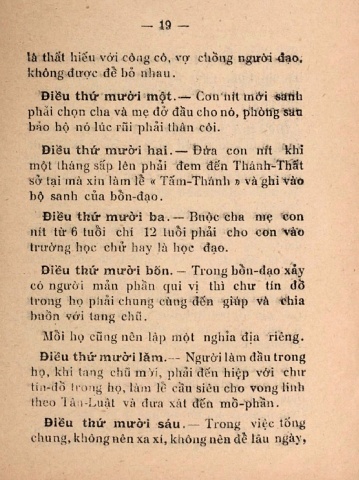 — 19 —
là thất hiếu với công cô, vợ chồng người đạo,
không được đề bỏ nhau.
Điều thứ mười một. — Con nít mới sanh
phải chọn cha và mẹ đở đầu cho nó, phòng sau
bảo hộ nó lúc rủi phải thân côi.
Điều thứ mười hai. — Đứa con nít khi
một tháng sắp lên phải đem đến Thánh-Thất
sở tại mà xin làm lễ « Tắm-Thánh » và ghi vào
bộ sanh của bồn-đạo.
Điều thứ mười ba. — Buộc cha mẹ con
nít từ 6 tuổi chí 12 tuổi phải cho con vào
trường học chử hay là học đạo.
Điều thứ mười bốn. — Trong bồn-đạo xảy
có người mản phần qui vị thì chư tín đồ
trong họ phải chung cùng đến giúp và chia
buồn với tang chủ.
Mỗi họ cũng nên lập một nghĩa địa riêng.
Điều thứ mười lăm. — Người làm đầu trong
họ, khi tang chủ mời, phải đến hiệp với chư
tín-đồ trong họ, làm lễ cầu siêu cho vong linh
theo Tân-Luật và đưa xát đến mồ-phần.
Điều thứ mười sáu. — Trong việc tống
chung, không nên xa xí, không nên đề lâu ngày,